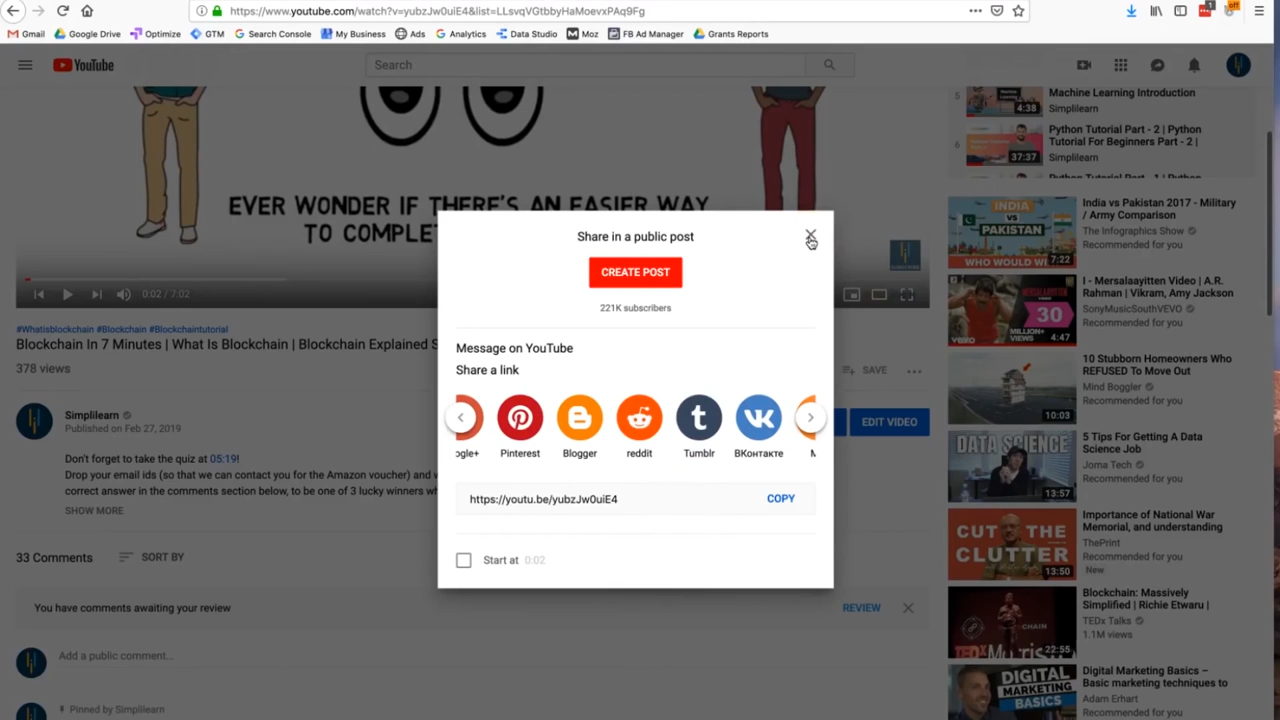 https://www.youtube.com/watch?v=yubzJw0uiE4&list=LLsvqVGtbbyHaMoevxPAq9Fg
1
off
Gmail
Google Drive
Optimize
GTM
Search Console
My Business
Ads
Analytics
Data Studio
Moz
FB Ad Manager
Grants Reports
YouTube
Search
EVER WONDER IF THERE'S AN EASIER WAY
TO COMPLE
0:02 / 7:02
#Whatisblockchain #Blockchain #Blockchaintutorial
Blockchain In 7 Minutes | What Is Blockchain | Blockchain Explained S
378 views
SAVE
Simplilearn
Published on Feb 27, 2019
EDIT VIDEO
Don't forget to take the quiz at 05:19!
Drop your email ids (so that we can contact you for the Amazon voucher) and w
correct answer in the comments section below, to be one of 3 lucky winners wh
SHOW MORE
33 Comments
SORT BY
You have comments awaiting your review
REVIEW
Add a public comment...
Pinned by Simplilearn
Share in a public post
CREATE POST
221K subscribers
Message on YouTube
Share a link
ogle+
Pinterest
Blogger
reddit
Tumblr
ВКонтакте
M
https://youtu.be/yubzJw0uiE4
COPY
Start at 0:02
5
4:38
Machine Learning Introduction
Simplilearn
6
37:37
Python Tutorial Part - 2 | Python
Tutorial For Beginners Part - 2 |
Simplilearn
Python Tutorial Part - 1 | Python
INDIA
VS
PAKISTAN
WHO WOULD WI
7:22
India vs Pakistan 2017 - Military
/ Army Comparison
The Infographics Show
Recommended for you
30
MILLION+
VIEWS
4:47
I - Mersalaayitten Video | A.R.
Rahman | Vikram, Amy Jackson
SonyMusicSouthVEVO
Recommended for you
10:03
10 Stubborn Homeowners Who
REFUSED To Move Out
Mind Boggler
Recommended for you
DATA SCIENCE
13:57
5 Tips For Getting A Data
Science Job
Joma Tech
Recommended for you
CUT THE
CLUTTER
13:50
Importance of National War
Memorial, and understanding
ThePrint
Recommended for you
New
CHAIN
22:55
Blockchain: Massively
Simplified | Richie Etwaru |
TEDx Talks
1.1M views
DIGITAL
MARKETING
BASICS
Digital Marketing Basics –
Basic marketing techniques to
Adam Erhart
Recommended for you